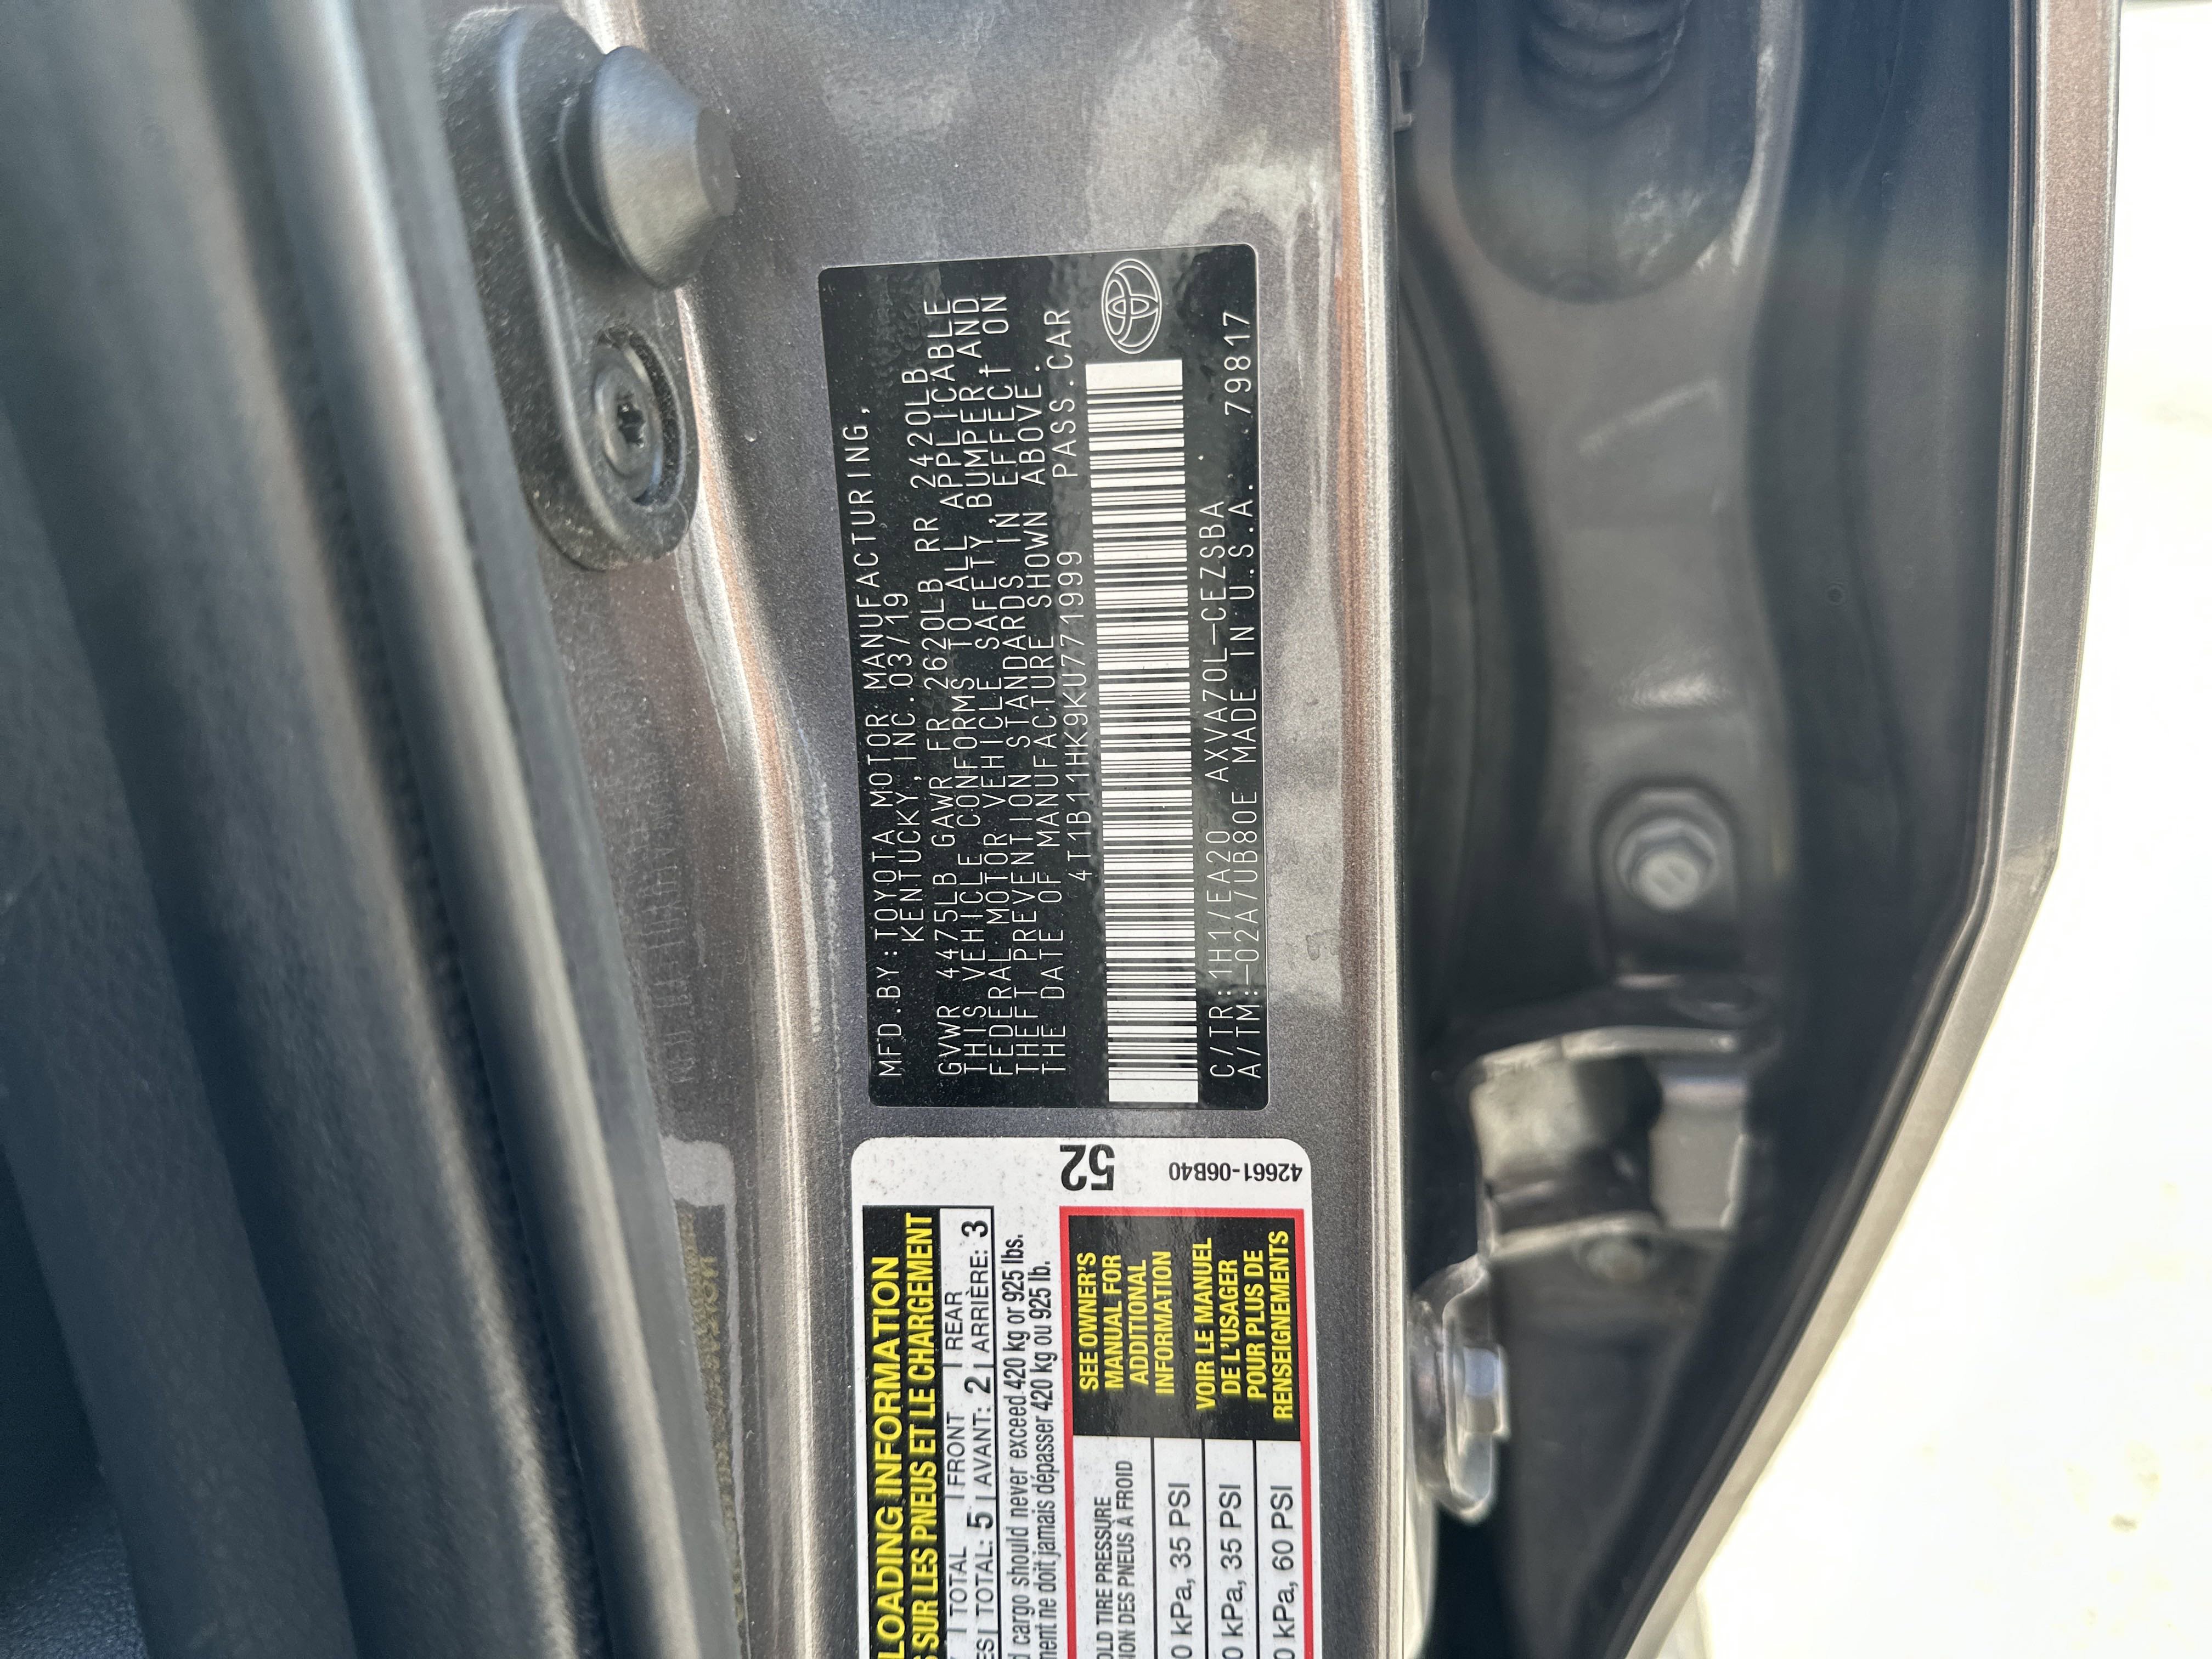 MFD.BY:TOYOTA MOTOR MANUFACTURING,
KENTUCKY, INC.03/19
GVWR 4475LB GAWR FR 2620LB RR 2420LB
THIS VEHICLE CONFORMS TO ALL APPLICABLE
FEDERAL MOTOR VEHICLE SAFETY, BUMPER, AND
THEFT PREVENTION STANDARDS IN EFFECT ON
THE DATE OF MANUFACTURE SHOWN ABOVE.
4T1B11HK9KU771999 PASS.CAR
C/TR:1H1/EA20 AXVA70L-CEZSBA
A/TM:-02A/UB80E MADE IN U.S.A. 79817
52
42661-06B40
LOADING INFORMATION
SUR LES PNEUS ET LE CHARGEMENT
TOTAL FRONT REAR
TOTAL: 5 AVANT: 2 ARRIÈRE: 3
cargo should never exceed 420 kg or 925 lbs.
ne doit jamais dépasser 420 kg ou 925 lb.
TIRE PRESSURE
DES PNEUS À FROID
kPa, 35 PSI
kPa, 35 PSI
kPa, 60 PSI
SEE OWNER'S
MANUAL FOR
ADDITIONAL
INFORMATION
VOIR LE MANUEL
DE L'USAGER
POUR PLUS DE
RENSEIGNEMENTS